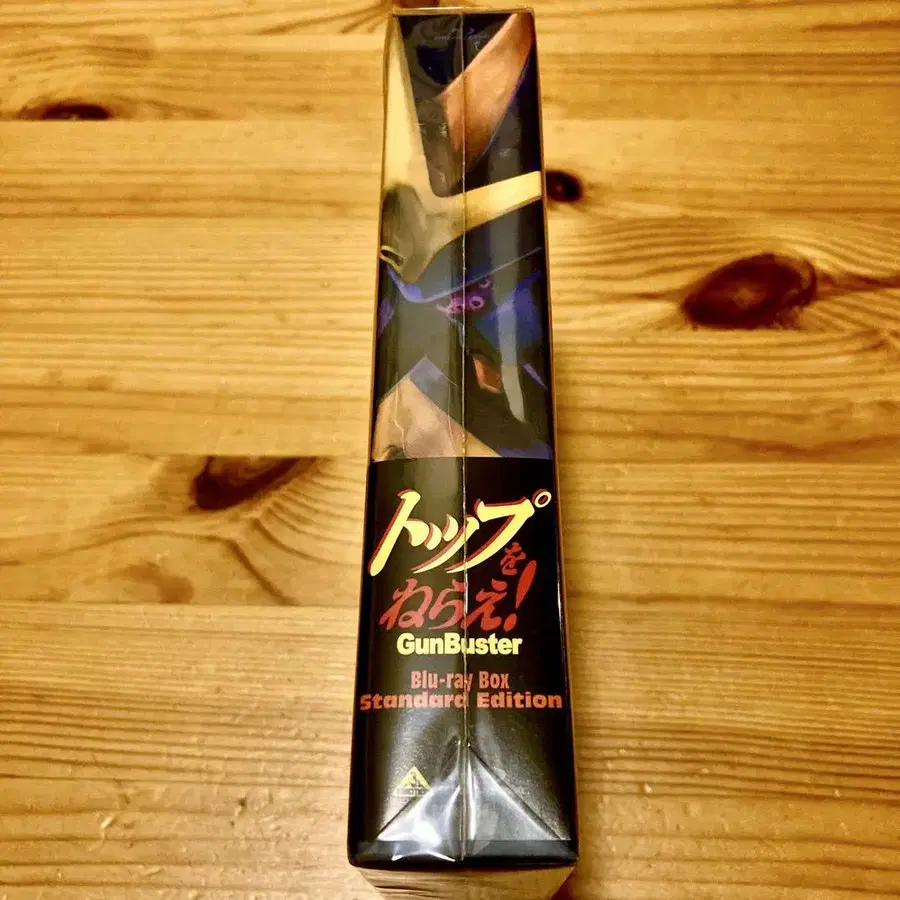 トップを
ねらえ!
GunBuster
Blu-ray Box
Standard Edition